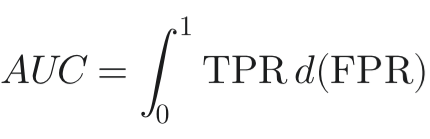 AUC = ∫₀¹ TPR d(FPR)